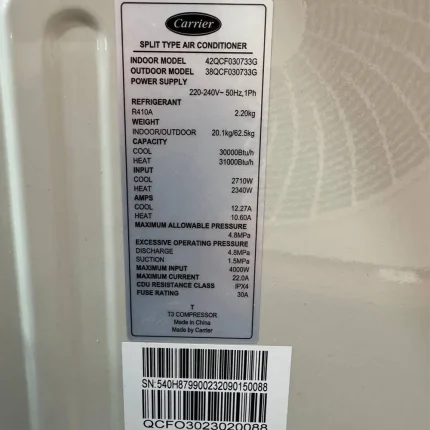 Carrier
SPLIT TYPE AIR CONDITIONER
INDOOR MODEL 42QCF030733G
OUTDOOR MODEL 38QCF030733G
POWER SUPPLY
220-240V~ 50Hz,1Ph
REFRIGERANT
R410A 2.20kg
WEIGHT
INDOOR/OUTDOOR 20.1kg/62.5kg
CAPACITY
COOL 30000Btu/h
HEAT 31000Btu/h
INPUT
COOL 2710W
HEAT 2340W
AMPS
COOL 12.27A
HEAT 10.60A
MAXIMUM ALLOWABLE PRESSURE
4.8MPa
EXCESSIVE OPERATING PRESSURE
DISCHARGE 4.8MPa
SUCTION 1.5MPa
MAXIMUM INPUT 4000W
MAXIMUM CURRENT 22.0A
CDU RESISTANCE CLASS IPX4
FUSE RATING 30A
T
T3 COMPRESSOR
Made in China
Made by Carrier
SN:540H8799002320901500​88
QCFO3023020088